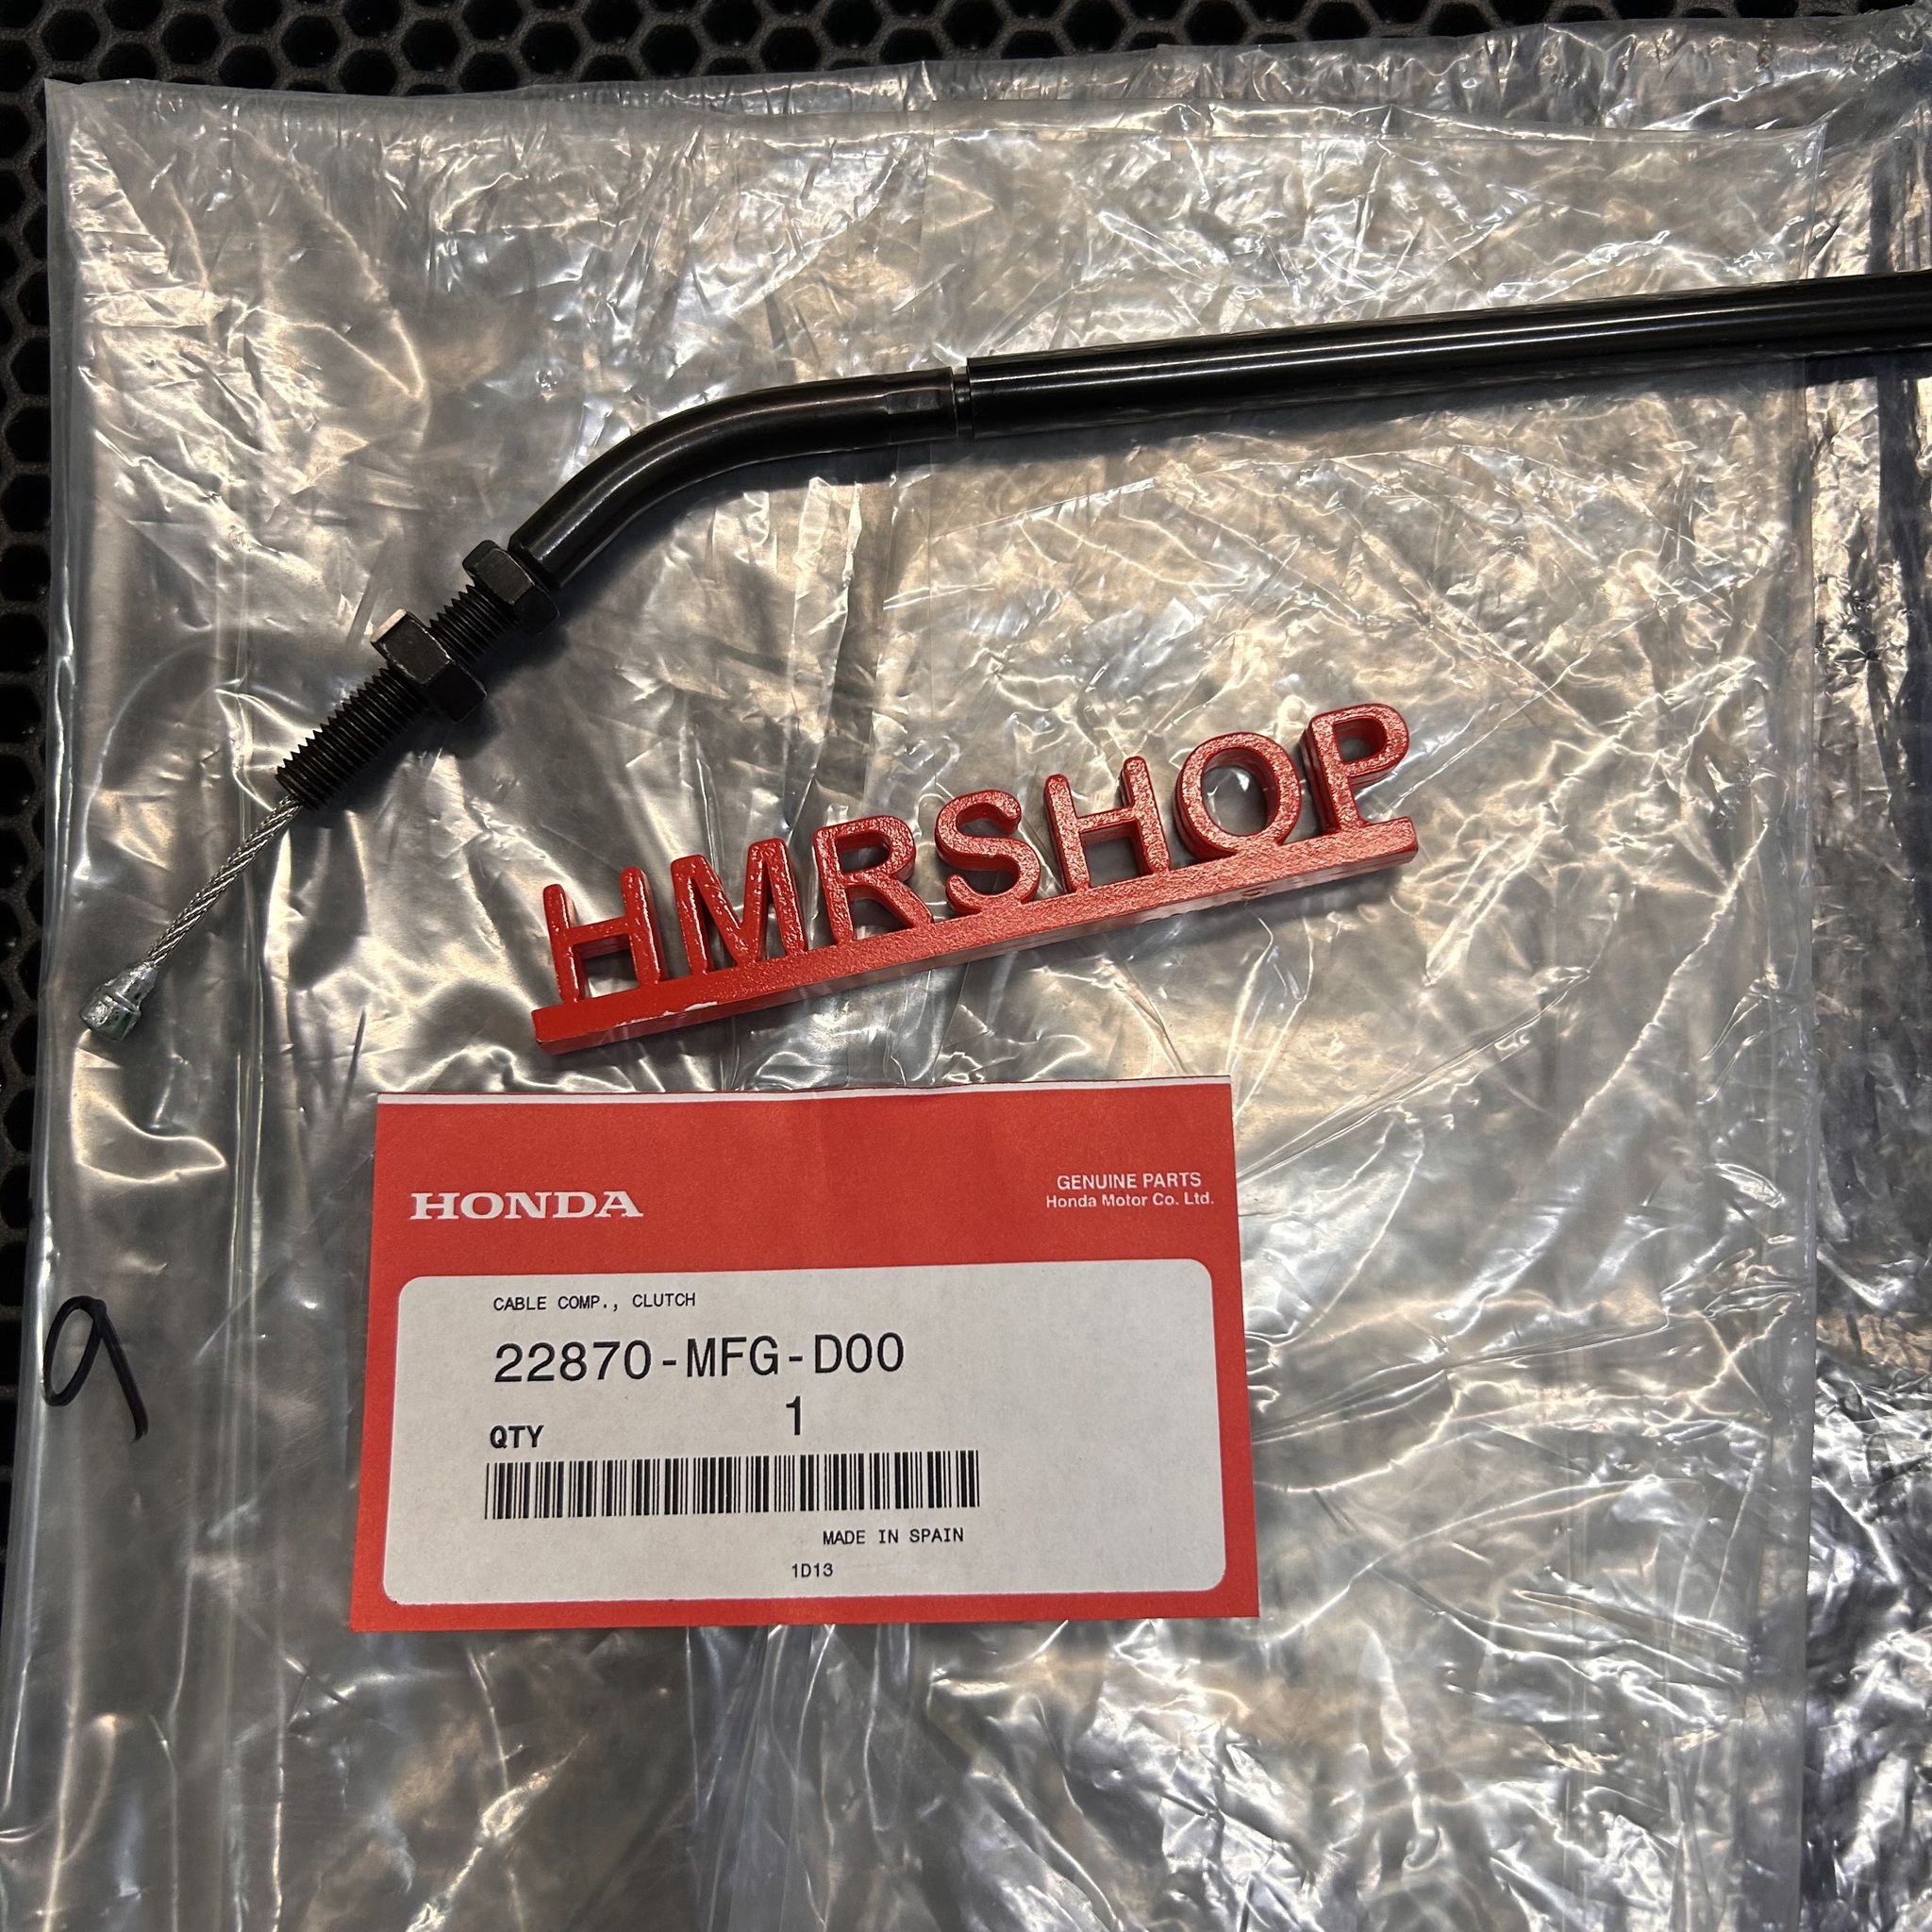 HMRSHOP
HONDA
GENUINE PARTS
Honda Motor Co. Ltd.
CABLE COMP., CLUTCH
22870-MFG-D00
1
QTY
MADE IN SPAIN
1D13
9